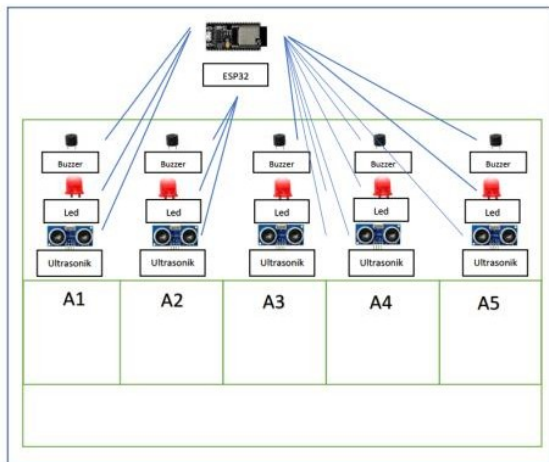 ESP32
Buzzer Buzzer Buzzer Buzzer Buzzer
Led Led Led Led Led
Ultrasonik Ultrasonik Ultrasonik Ultrasonik Ultrasonik
A1 A2 A3 A4 A5